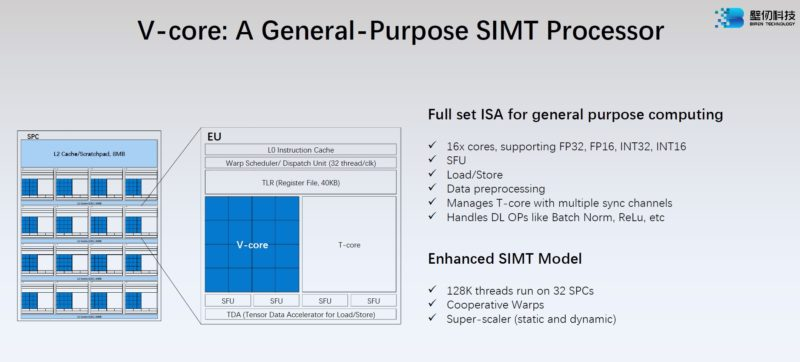 壁仞科技
BIREN TECHNOLOGY
V-core: A General-Purpose SIMT Processor
SPC
L2 Cache/Scratchpad, 8MB
EU
L0 Instruction Cache
Warp Scheduler/ Dispatch Unit (32 thread/clk)
TLR (Register File, 40KB)
V-core
T-core
SFU SFU SFU SFU
TDA (Tensor Data Accelerator for Load/Store)
Full set ISA for general purpose computing
✓ 16x cores, supporting FP32, FP16, INT32, INT16
✓ SFU
✓ Load/Store
✓ Data preprocessing
✓ Manages T-core with multiple sync channels
✓ Handles DL OPs like Batch Norm, ReLu, etc
Enhanced SIMT Model
✓ 128K threads run on 32 SPCs
✓ Cooperative Warps
✓ Super-scaler (static and dynamic)